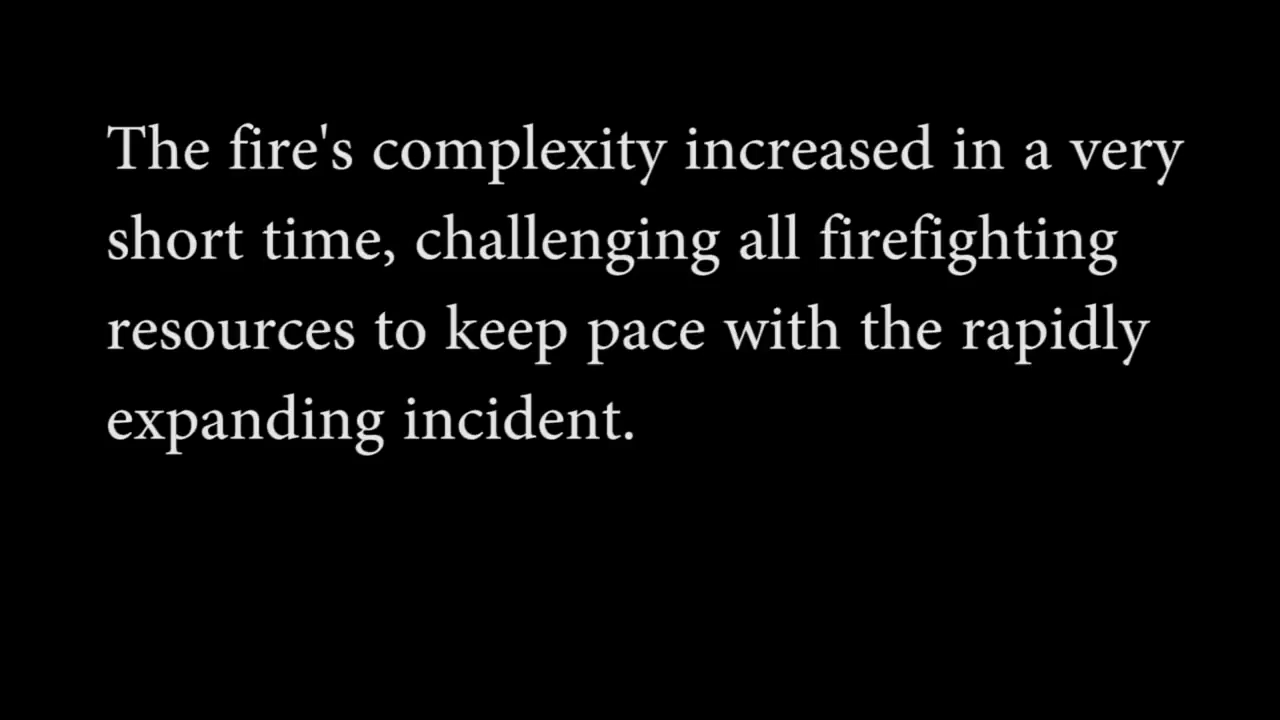 The fire's complexity increased in a very
short time, challenging all firefighting
resources to keep pace with the rapidly
expanding incident.